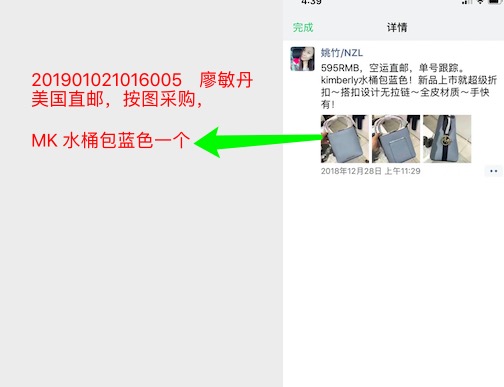 201901021016005 廖敏丹
美国直邮，按图采购，
MK 水桶包蓝色一个
4:39
完成
详情
姚竹/NZL
595RMB，空运直邮，单号跟踪。
kimberly水桶包蓝色！新品上市就超级折
扣～搭扣设计无拉链～全皮材质～手快
有！
2018年12月28日 上午11:29